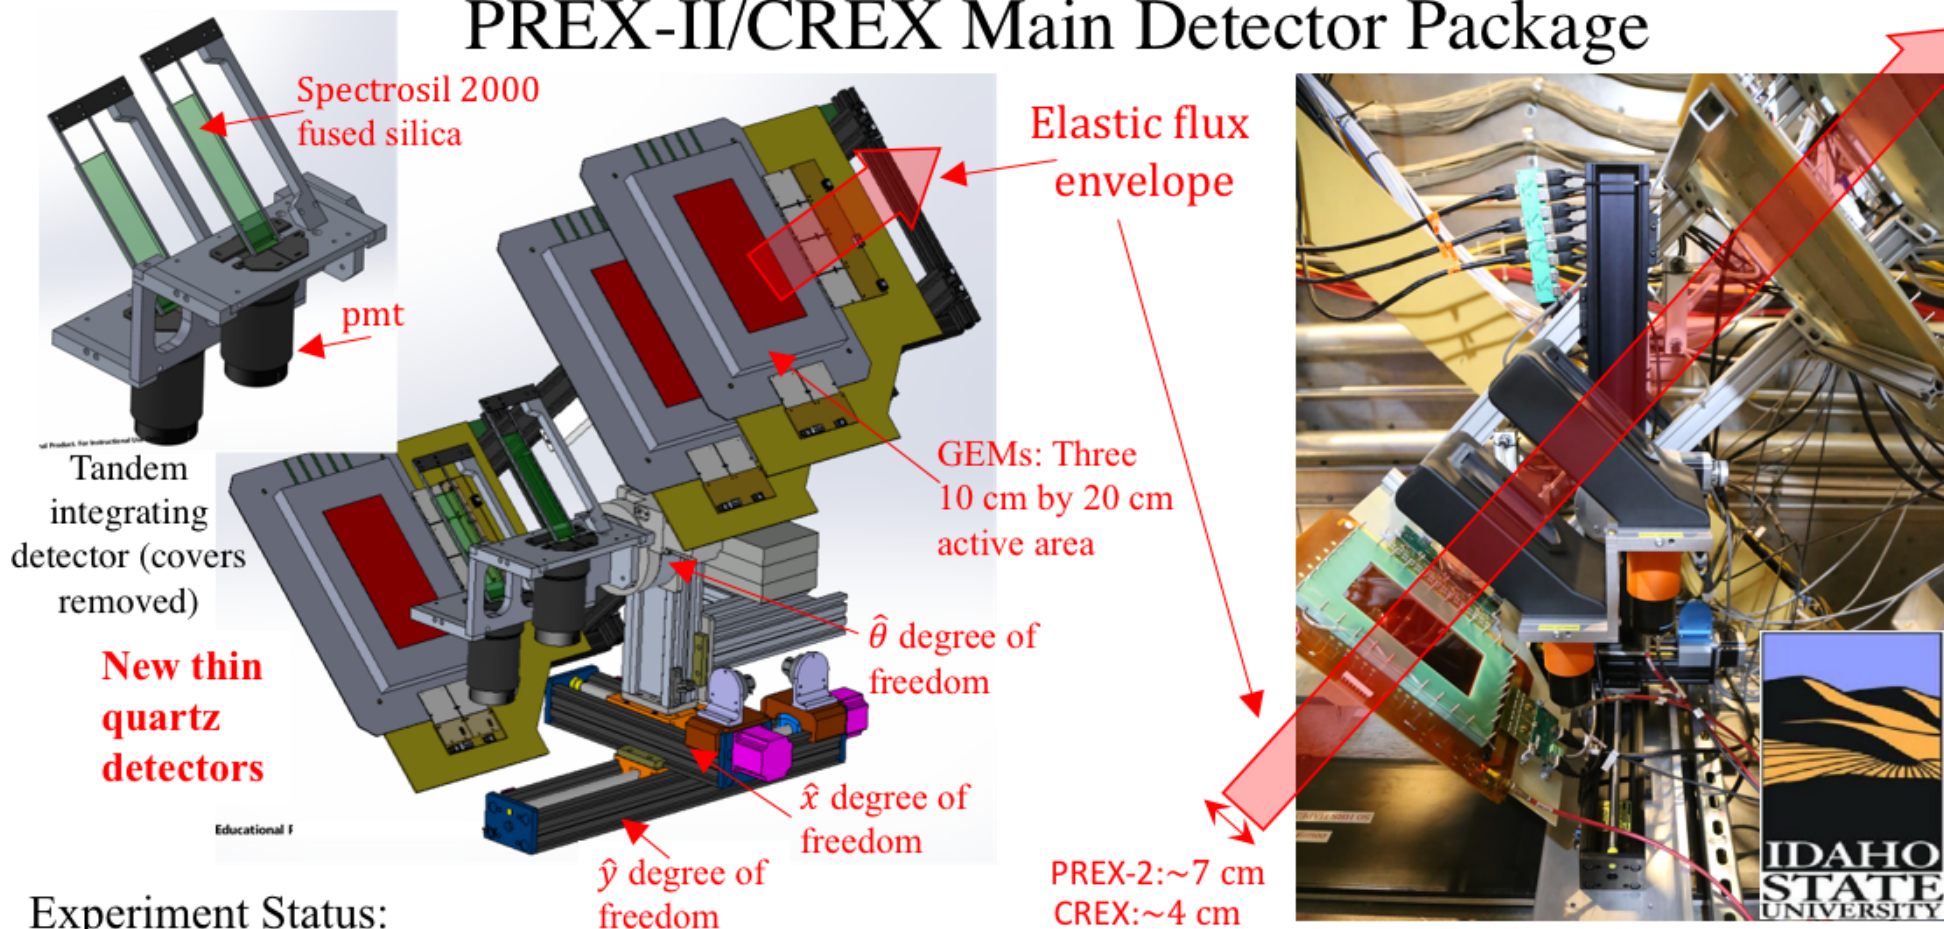 PREX-II/CREX Main Detector Package
Spectrosil 2000
fused silica
pmt
Tandem
integrating
detector (covers
removed)
New thin
quartz
detectors
Educational
Elastic flux
envelope
GEMs: Three
10 cm by 20 cm
active area
θ̂ degree of
freedom
x̂ degree of
freedom
ŷ degree of
freedom
PREX-2:~7 cm
CREX:~4 cm
IDAHO
STATE
UNIVERSITY
Experiment Status: